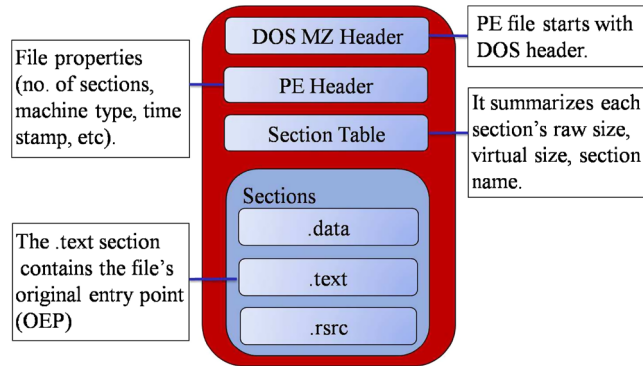 DOS MZ Header
PE file starts with
DOS header.
File properties
(no. of sections,
machine type, time
stamp, etc).
PE Header
Section Table
It summarizes each
section's raw size,
virtual size, section
name.
Sections
.data
The .text section
contains the file's
original entry point
(OEP)
.text
.rsrc